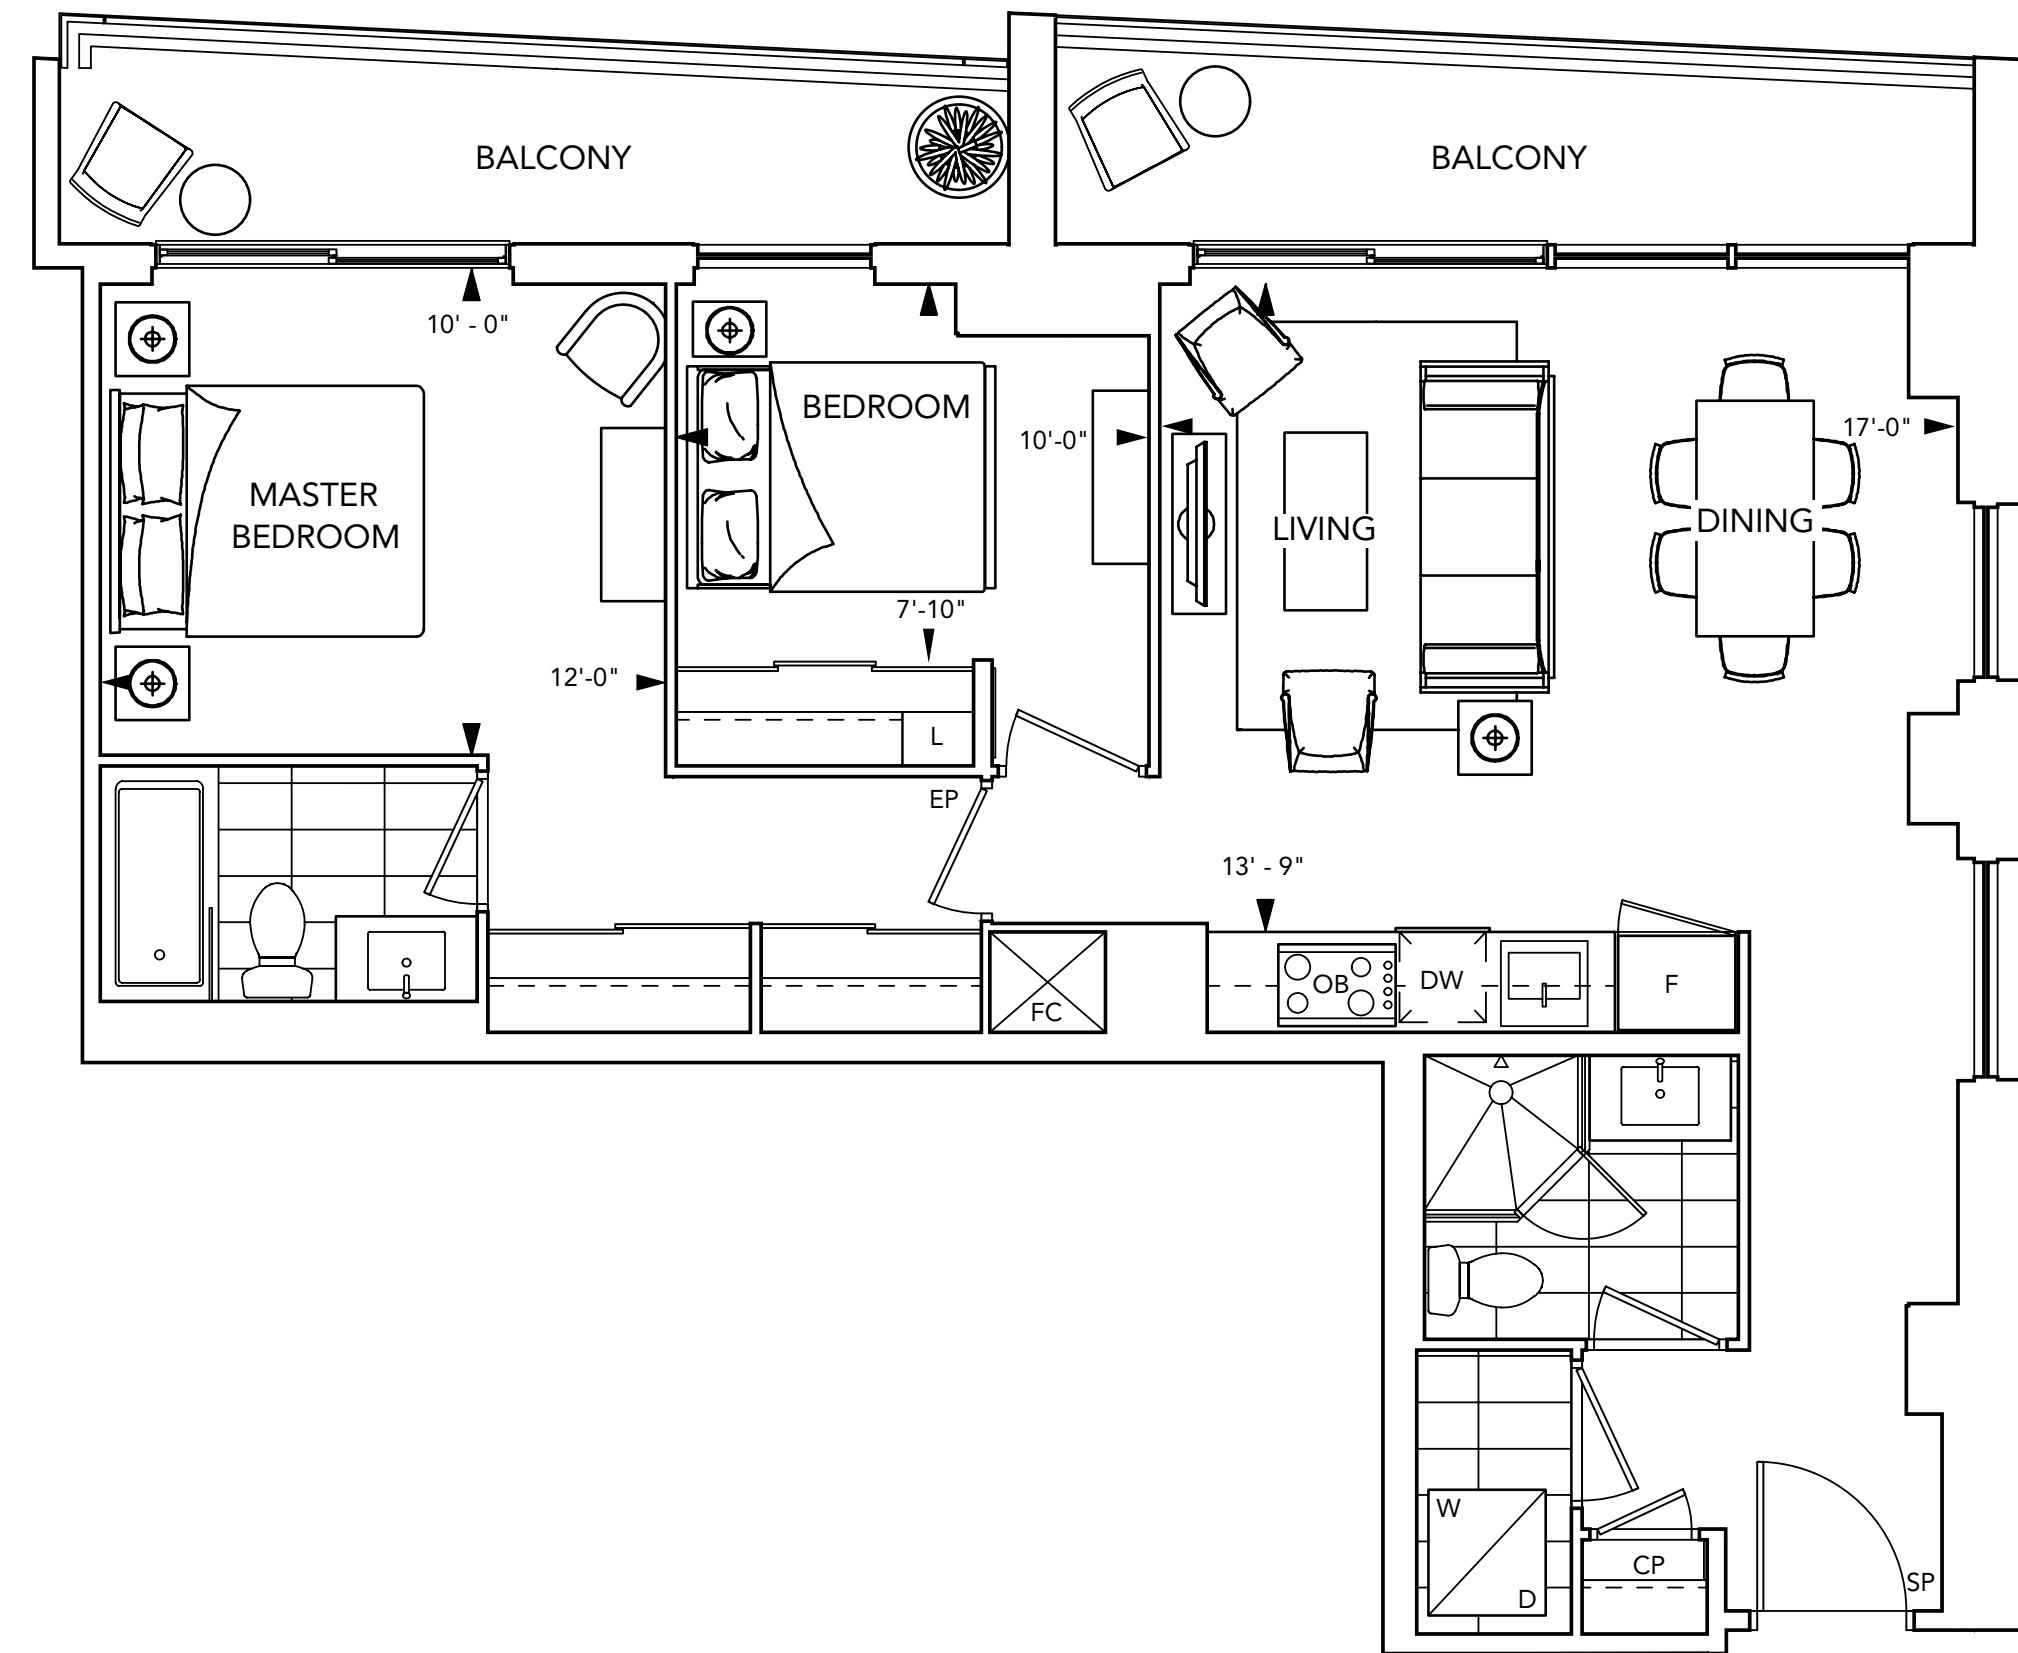 BALCONY
BALCONY
10' - 0"
BEDROOM
10'-0"
17'-0"
MASTER
BEDROOM
LIVING
DINING
7'-10"
12'-0"
L
EP
13' - 9"
OB
DW
F
FC
W
D
CP
SP